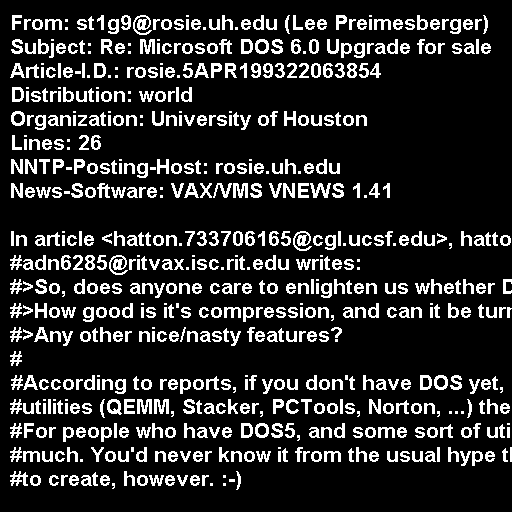 From: st1g9@rosie.uh.edu (Lee Preimesberger)
Subject: Re: Microsoft DOS 6.0 Upgrade for sale
Article-I.D.: rosie.5APR199322063854
Distribution: world
Organization: University of Houston
Lines: 26
NNTP-Posting-Host: rosie.uh.edu
News-Software: VAX/VMS VNEWS 1.41

In article <hatton.733706165@cgl.ucsf.edu>, hatto
#adn6285@ritvax.isc.rit.edu writes:
#>So, does anyone care to enlighten us whether D
#>How good is it's compression, and can it be turn
#>Any other nice/nasty features?
#
#According to reports, if you don't have DOS yet,
#utilities (QEMM, Stacker, PCTools, Norton, ...) the
#For people who have DOS5, and some sort of uti
#much. You'd never know it from the usual hype th
#to create, however. :-)